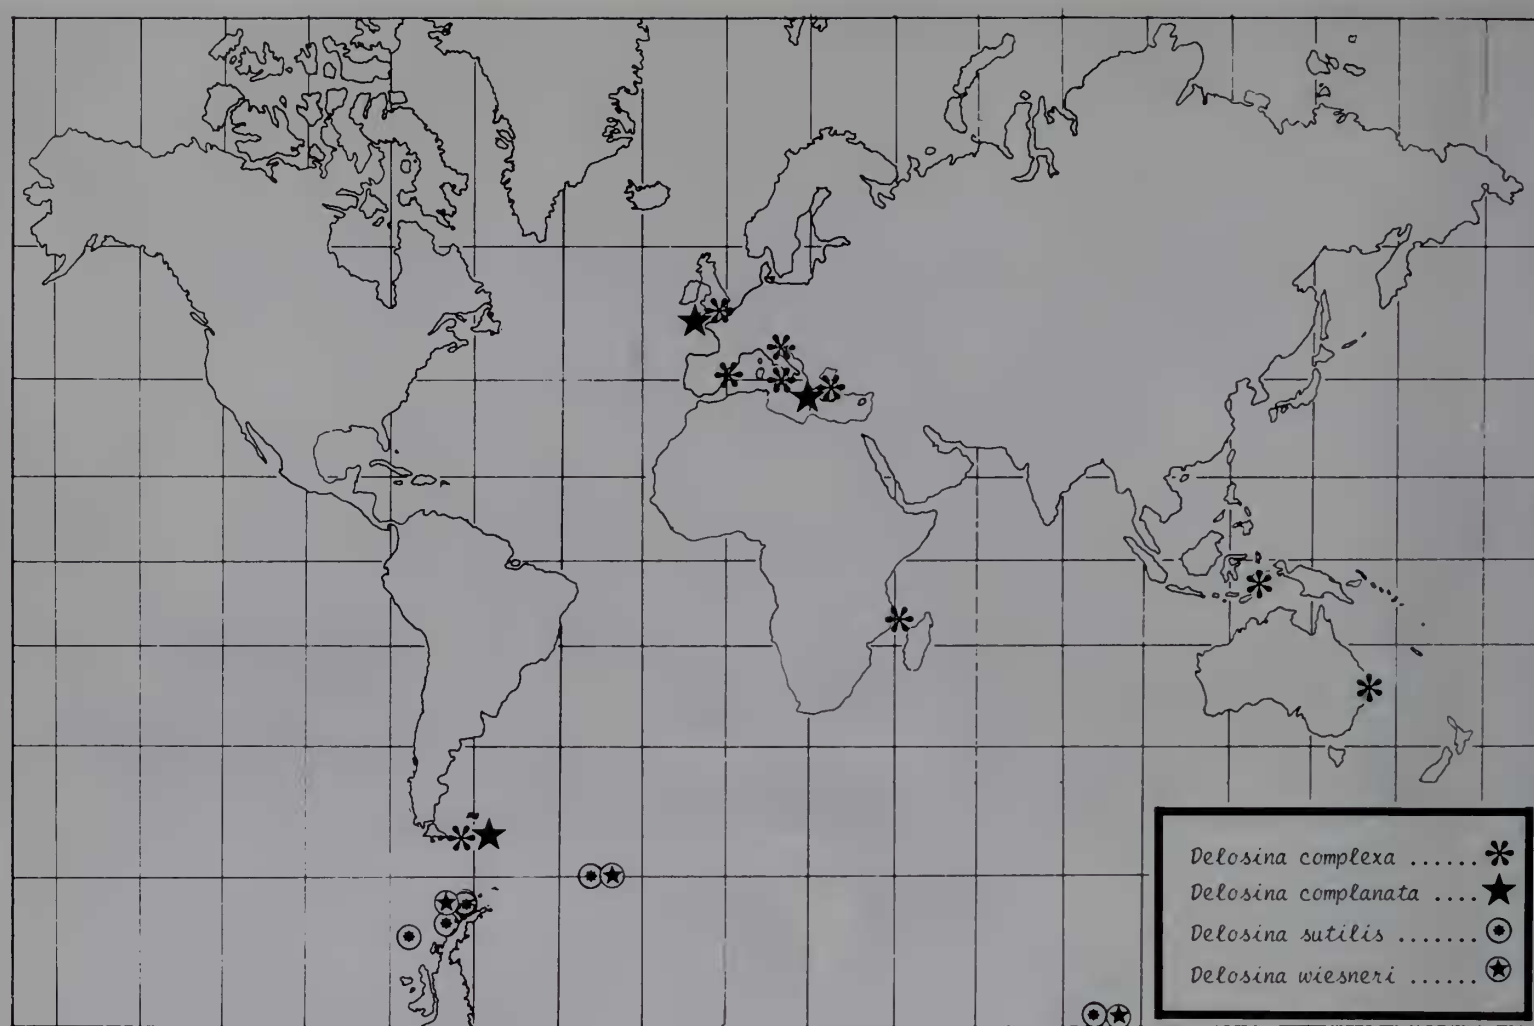 Delosina complexa ......
Delosina complanata ....
Delosina sutilis .......
Delosina wiesneri ......